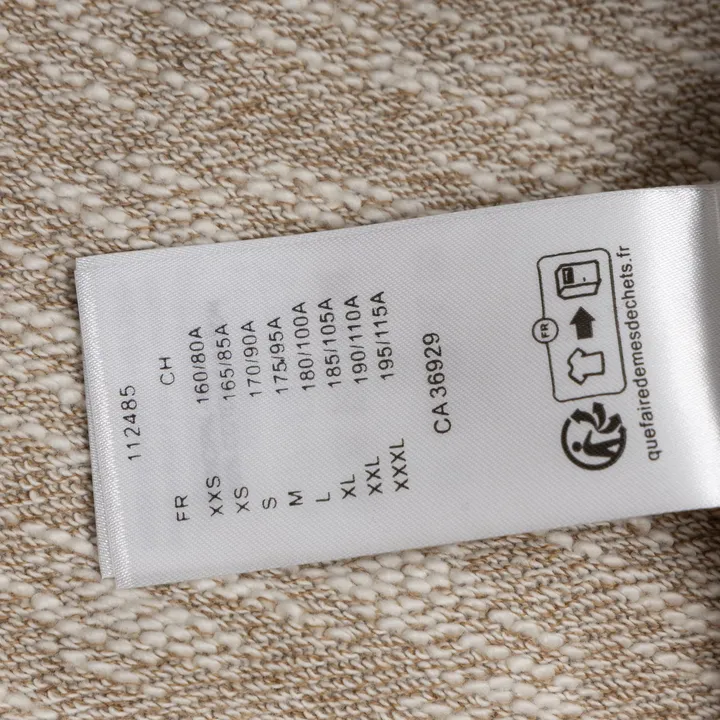 112485
FR CH
XXS 160/80A
XS 165/85A
S 170/90A
M 175/95A
L 180/100A
XL 185/105A
XXL 190/110A
XXXL 195/115A
CA36929
FR
quefairedemesdechets.fr